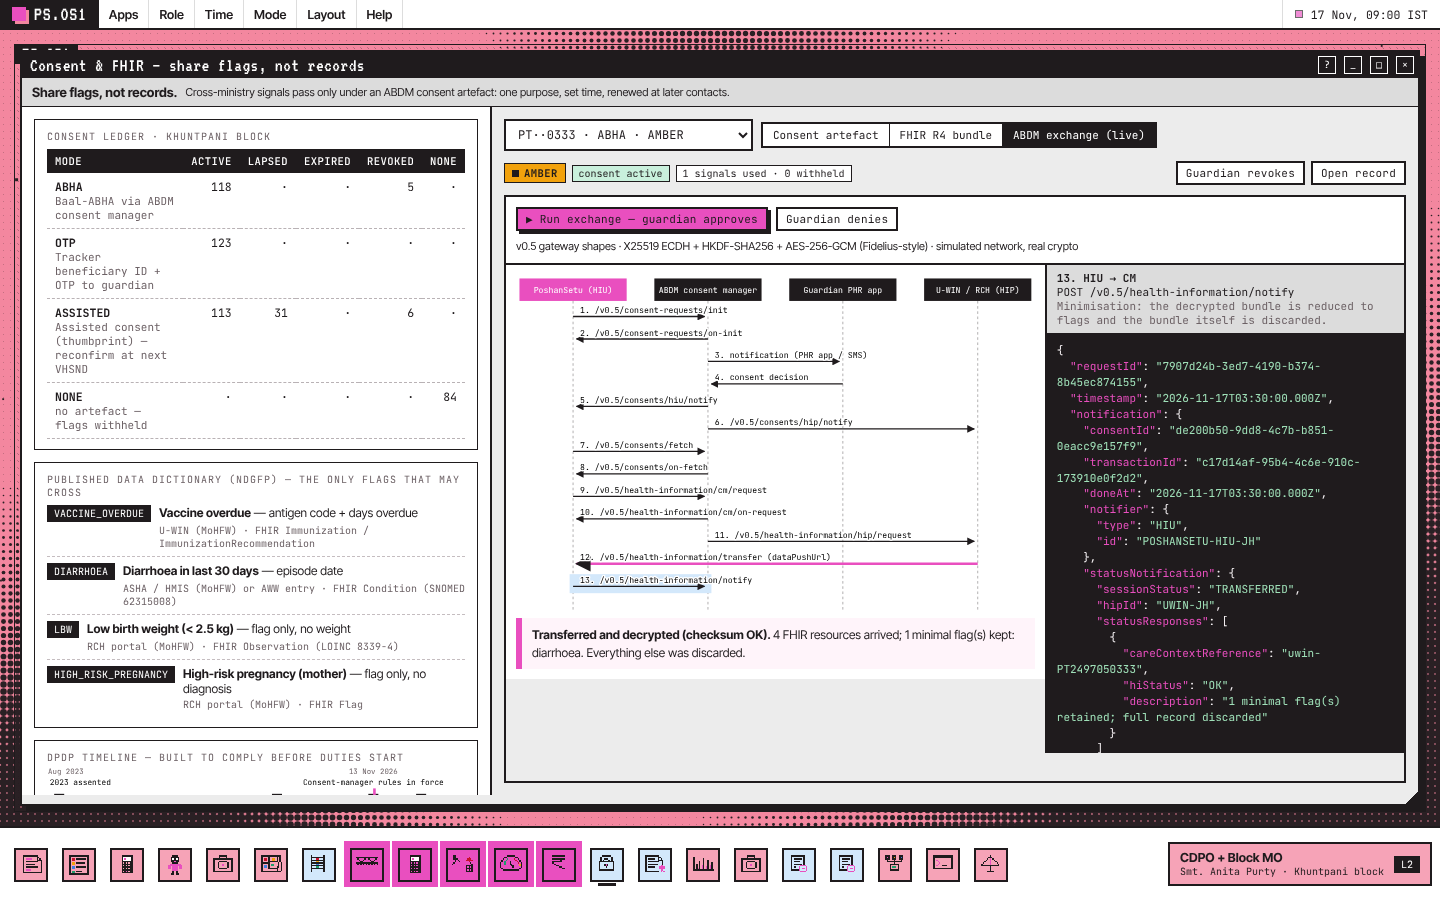 PS.OS1 Apps Role Time Mode Layout Help 17 Nov, 09:00 IST
Consent & FHIR — share flags, not records ? _ □ ×
Share flags, not records. Cross-ministry signals pass only under an ABDM consent artefact: one purpose, set time, renewed at later contacts.
CONSENT LEDGER · KHUNTPANI BLOCK
MODE ACTIVE LAPSED EXPIRED REVOKED NONE
ABHA 118 · · 5 ·
Baal-ABHA via ABDM
consent manager
OTP 123 · · · ·
Tracker
beneficiary ID +
OTP to guardian
ASSISTED 113 31 · 6 ·
Assisted consent
(thumbprint) —
reconfirm at next
VHSND
NONE · · · · 84
no artefact —
flags withheld
PUBLISHED DATA DICTIONARY (NDGFP) — THE ONLY FLAGS THAT MAY
CROSS
VACCINE_OVERDUE Vaccine overdue — antigen code + days overdue
U-WIN (MoHFW) · FHIR Immunization /
ImmunizationRecommendation
DIARRHOEA Diarrhoea in last 30 days — episode date
ASHA / HMIS (MoHFW) or AWW entry · FHIR Condition (SNOMED
62315008)
LBW Low birth weight (< 2.5 kg) — flag only, no weight
RCH portal (MoHFW) · FHIR Observation (LOINC 8339-4)
HIGH_RISK_PREGNANCY High-risk pregnancy (mother) — flag only, no
diagnosis
RCH portal (MoHFW) · FHIR Flag
DPDP TIMELINE — BUILT TO COMPLY BEFORE DUTIES START
Aug 2023 13 Nov 2026
2023 assented Consent-manager rules in force
PT··0333 · ABHA · AMBER Consent artefact FHIR R4 bundle ABDM exchange (live)
AMBER consent active 1 signals used · 0 withheld Guardian revokes Open record
▶ Run exchange — guardian approves Guardian denies
v0.5 gateway shapes · X25519 ECDH + HKDF-SHA256 + AES-256-GCM (Fidelius-style) · simulated network, real crypto
PoshanSetu (HIU) ABDM consent manager Guardian PHR app U-WIN / RCH (HIP)
1. /v0.5/consent-requests/init
2. /v0.5/consent-requests/on-init
3. notification (PHR app / SMS)
4. consent decision
5. /v0.5/consents/hiu/notify
6. /v0.5/consents/hip/notify
7. /v0.5/consents/fetch
8. /v0.5/consents/on-fetch
9. /v0.5/health-information/cm/request
10. /v0.5/health-information/cm/on-request
11. /v0.5/health-information/hip/request
12. /v0.5/health-information/transfer (dataPushUrl)
13. /v0.5/health-information/notify
Transferred and decrypted (checksum OK). 4 FHIR resources arrived; 1 minimal flag(s) kept:
diarrhoea. Everything else was discarded.
13. HIU → CM
POST /v0.5/health-information/notify
Minimisation: the decrypted bundle is reduced to
flags and the bundle itself is discarded.
{
"requestId": "7907d24b-3ed7-4190-b374-
8b45ec874155",
"timestamp": "2026-11-17T03:30:00.000Z",
"notification": {
"consentId": "de200b50-9dd8-4c7b-b851-
0eacc9e157f9",
"transactionId": "c17d14af-95b4-4c6e-910c-
173910e0f2d2",
"doneAt": "2026-11-17T03:30:00.000Z",
"notifier": {
"type": "HIU",
"id": "POSHANSETU-HIU-JH"
},
"statusNotification": {
"sessionStatus": "TRANSFERRED",
"hipId": "UWIN-JH",
"statusResponses": [
{
"careContextReference": "uwin-
PT2497050333",
"hiStatus": "OK",
"description": "1 minimal flag(s)
retained; full record discarded"
}
]
CDPO + Block MO
Smt. Anita Purty · Khuntpani block L2